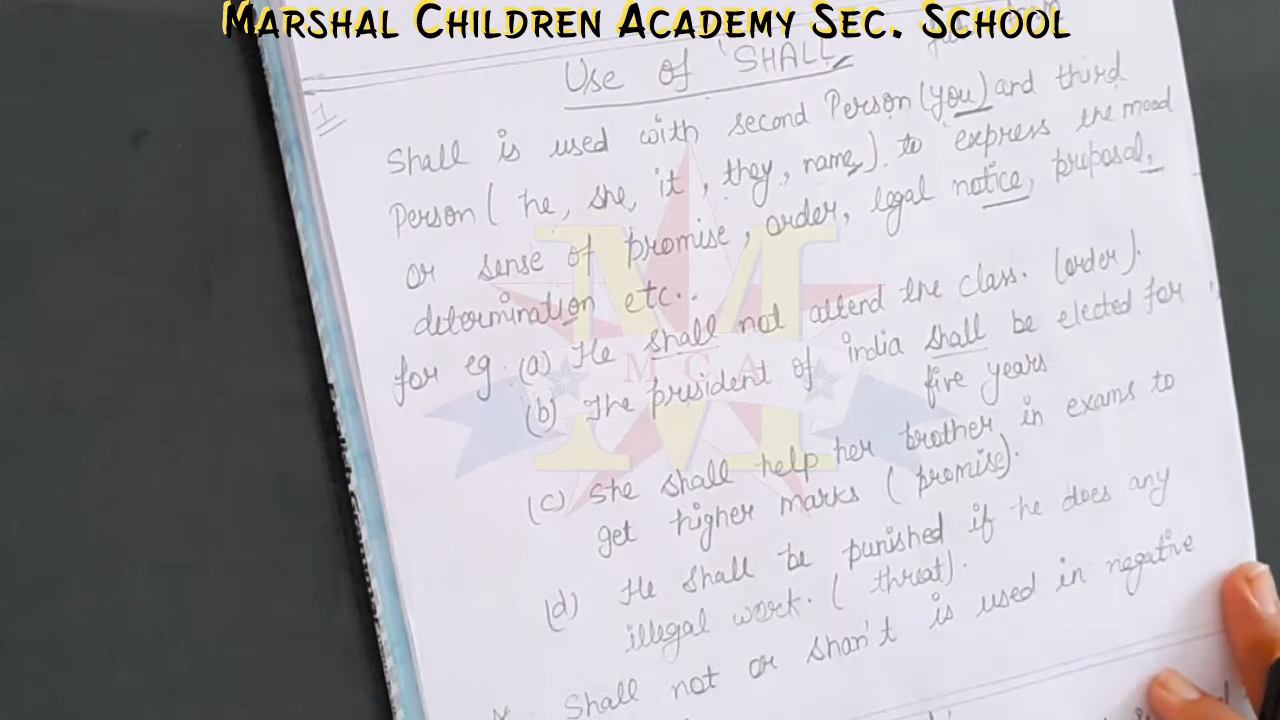 MARSHAL CHILDREN ACADEMY SEC. SCHOOL
Use of 'SHALL
1
Shall is used with second Person (you) and third
Person ( he, she, it , they , name). to express the mood
or sense of promise , order, legal notice, preposal,
determination etc..
for eg. (a) He shall not attend the class. (order).
(b) The president of india shall be elected for
five years
(c) She shall help her brother in exams to
get higher marks ( promise).
(d) He shall be punished if he does any
illegal work. ( threat).
Shall not or shan't is used in negative
M C A